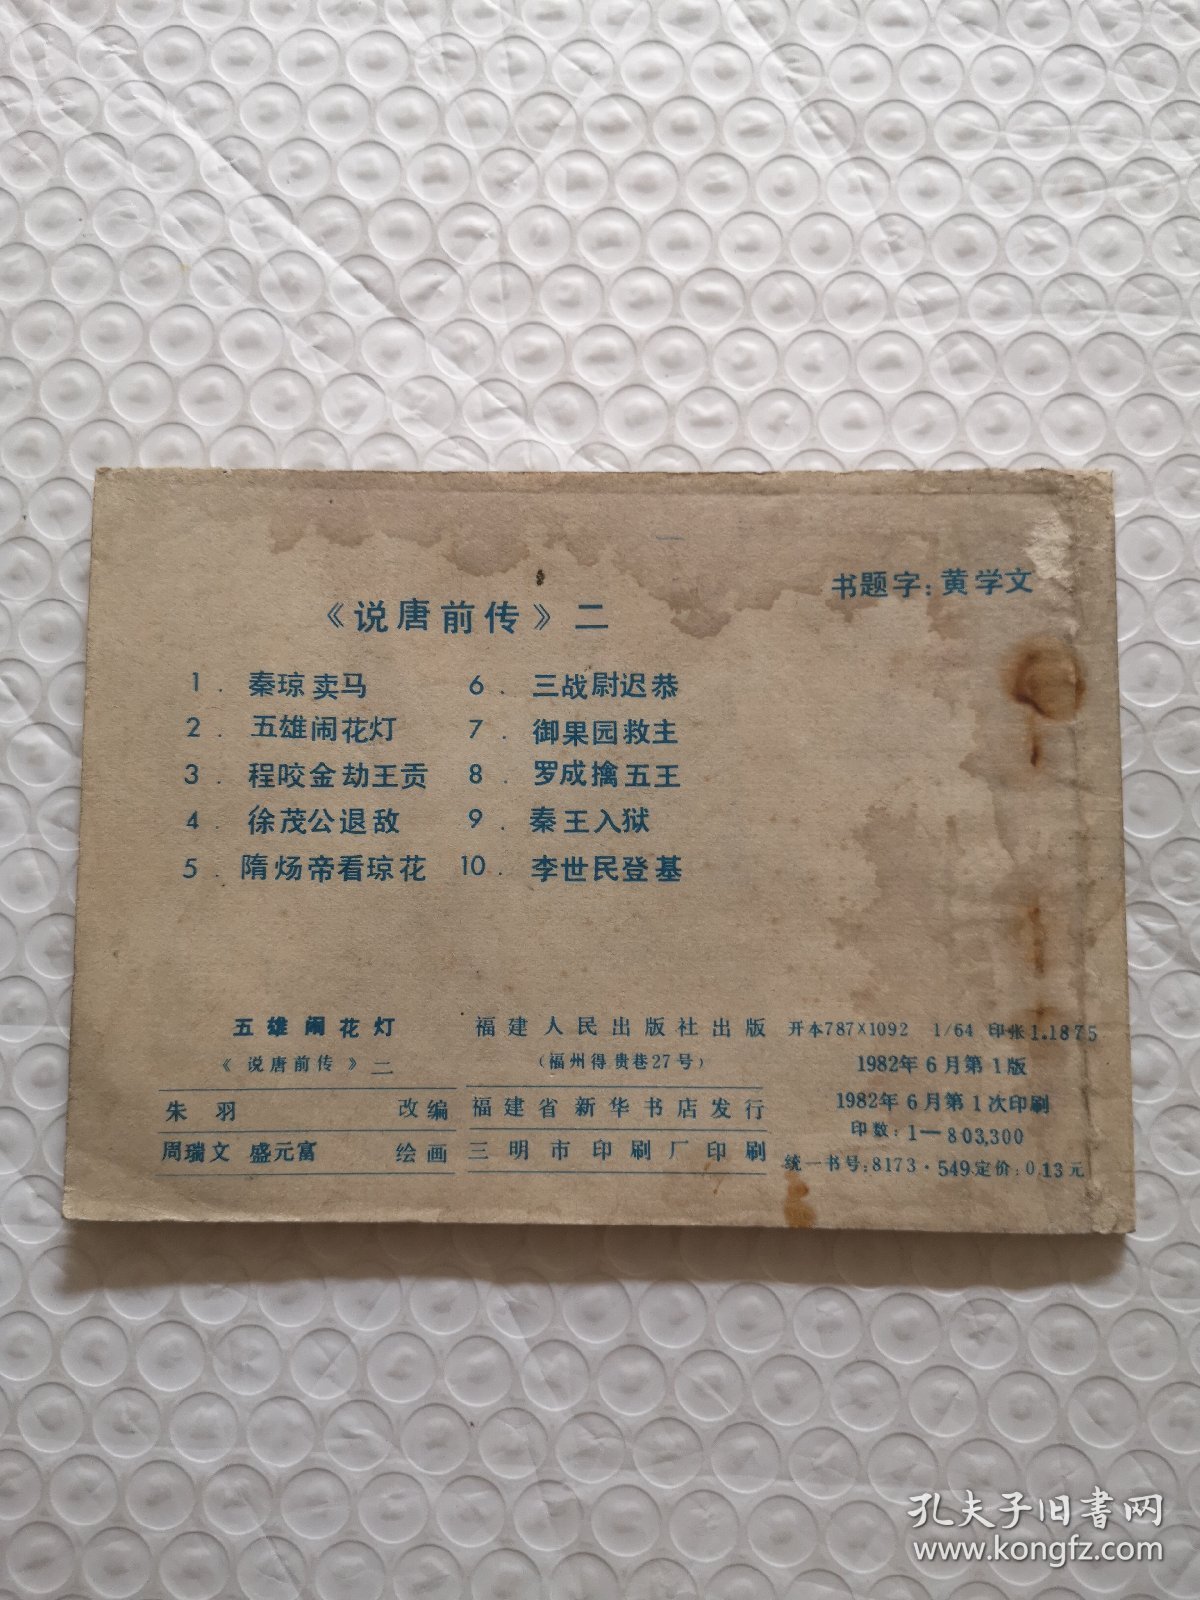 书题字：黄学文
《说唐前传》二
1．秦琼卖马
2．五雄闹花灯
3．程咬金劫王贡
4．徐茂公退敌
5．隋炀帝看琼花
6．三战尉迟恭
7．御果园救主
8．罗成擒五王
9．秦王入狱
10．李世民登基
五雄闹花灯
《说唐前传》二
朱羽 改编
周瑞文 盛元富 绘画
福建人民出版社出版
（福州得贵巷27号）
福建省新华书店发行
三明市印刷厂印刷
开本787×1092 1/64 印张1.1875
1982年6月第1版
1982年6月第1次印刷
印数：1—803,300
统一书号：8173·549 定价：0.13元
孔夫子旧书网
www.kongfz.com